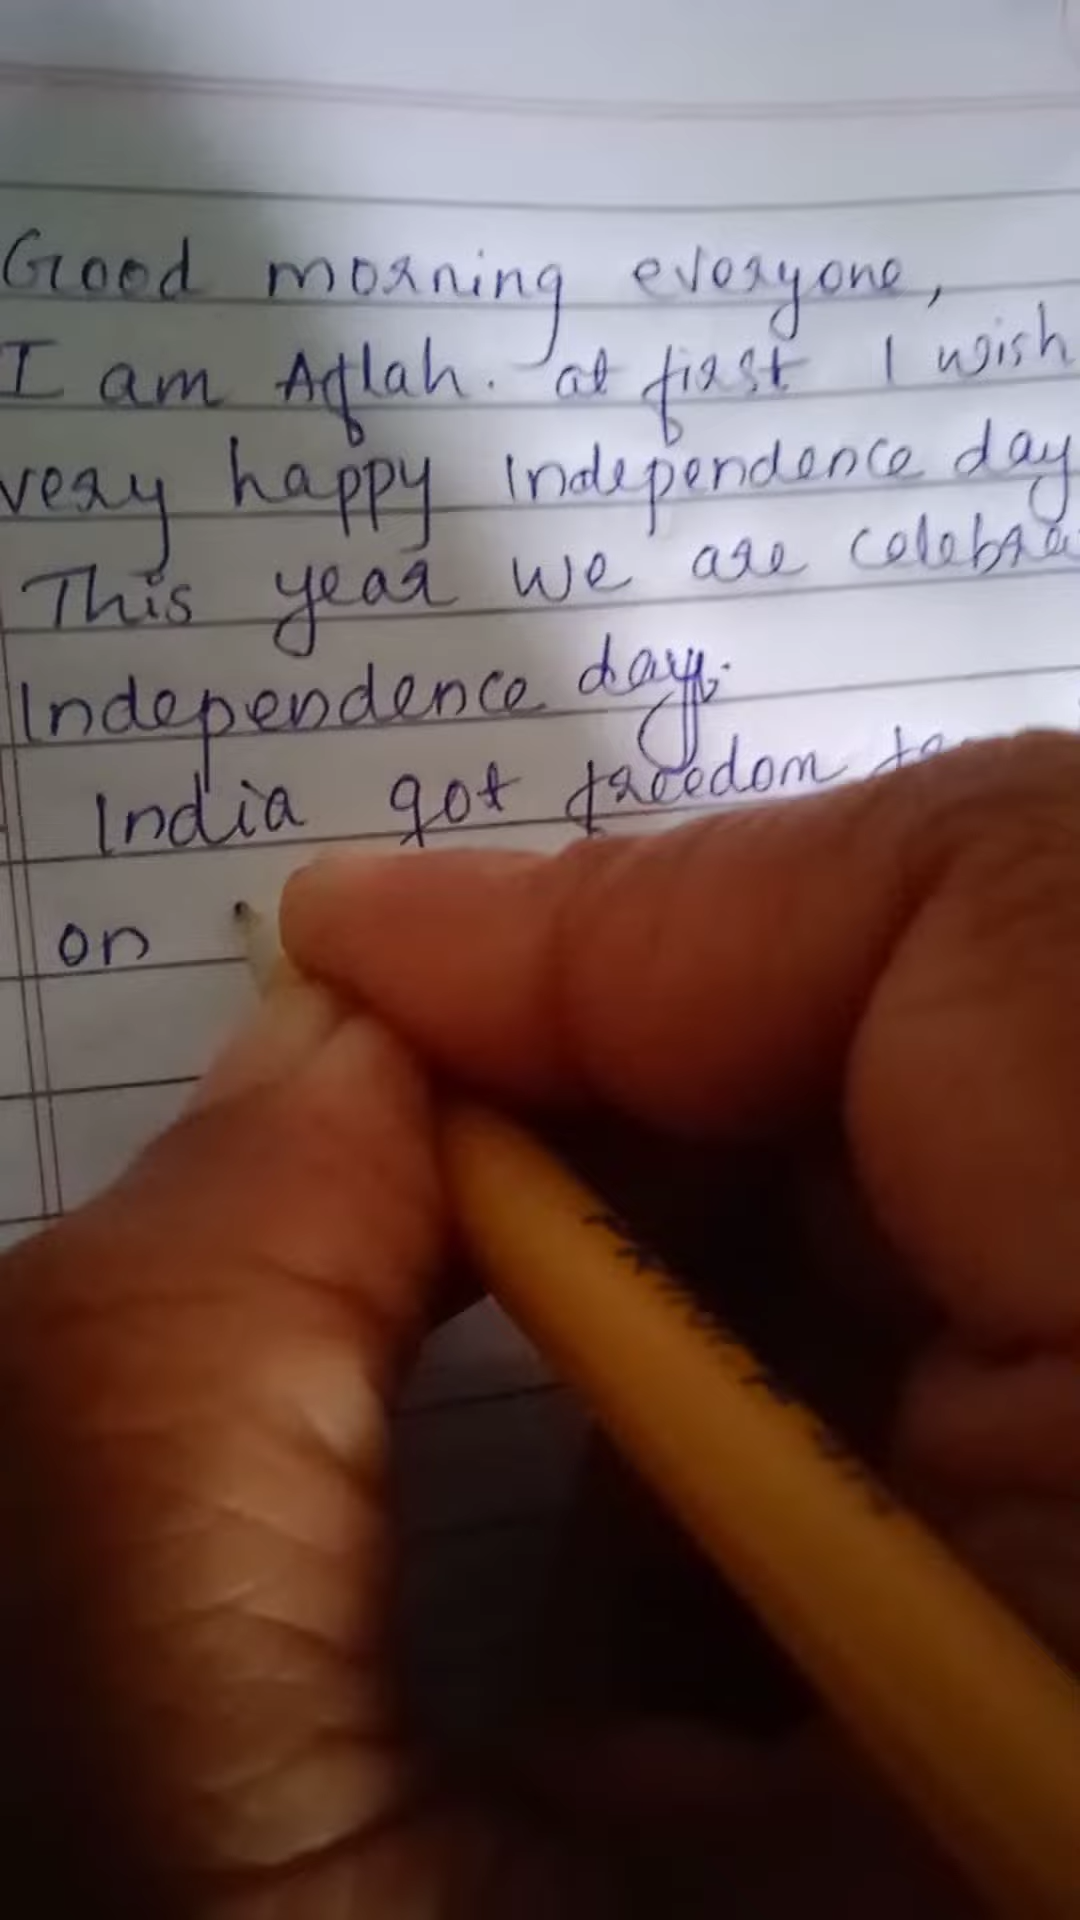 Good morning everyone,
I am Aflah. at first I wish
very happy Independence day
This year we are
Independence day.
India got freedom
on